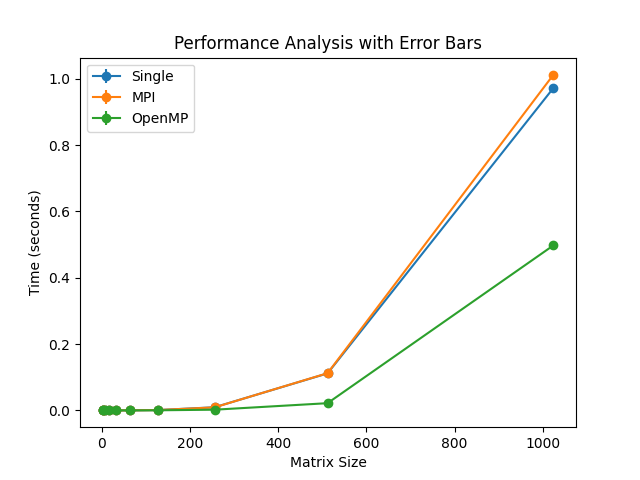 Performance Analysis with Error Bars
Single
MPI
OpenMP
1.0
0.8
0.6
0.4
0.2
0.0
Time (seconds)
0 200 400 600 800 1000
Matrix Size